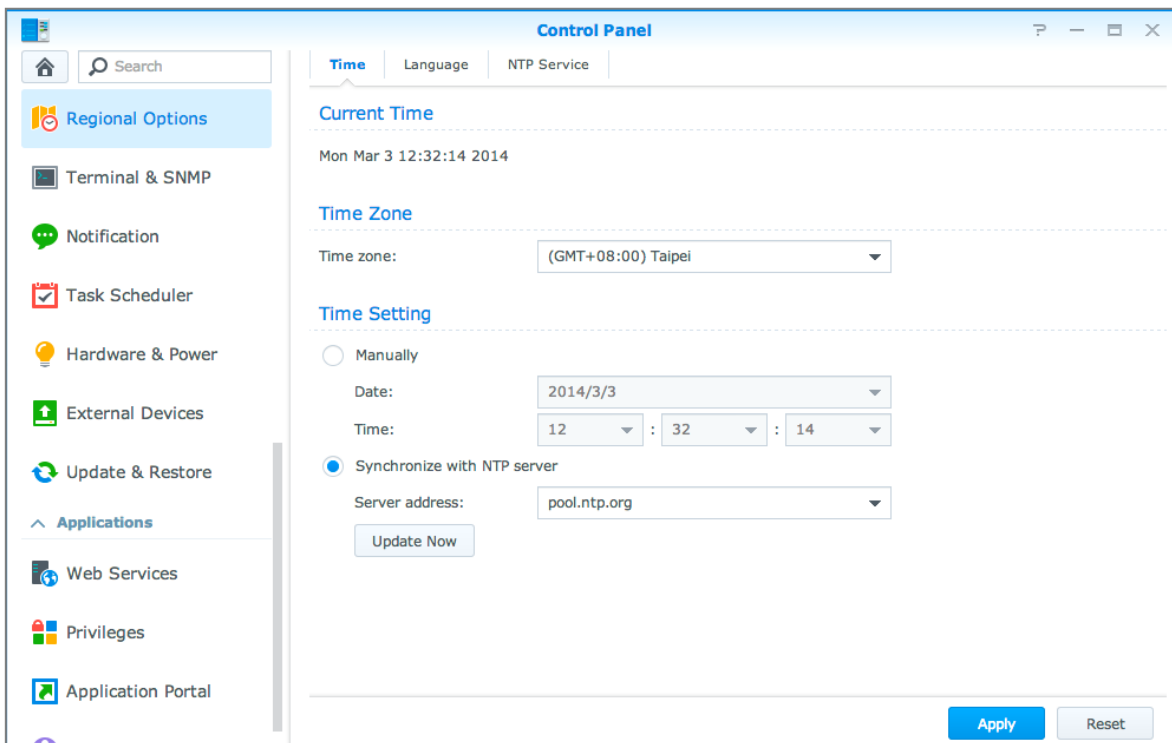 Control Panel
Search
Time
Language
NTP Service
Regional Options
Terminal & SNMP
Notification
Task Scheduler
Hardware & Power
External Devices
Update & Restore
Applications
Web Services
Privileges
Application Portal
Current Time
Mon Mar 3 12:32:14 2014
Time Zone
Time zone: (GMT+08:00) Taipei
Time Setting
Manually
Date: 2014/3/3
Time: 12 : 32 : 14
Synchronize with NTP server
Server address: pool.ntp.org
Update Now
Apply Reset